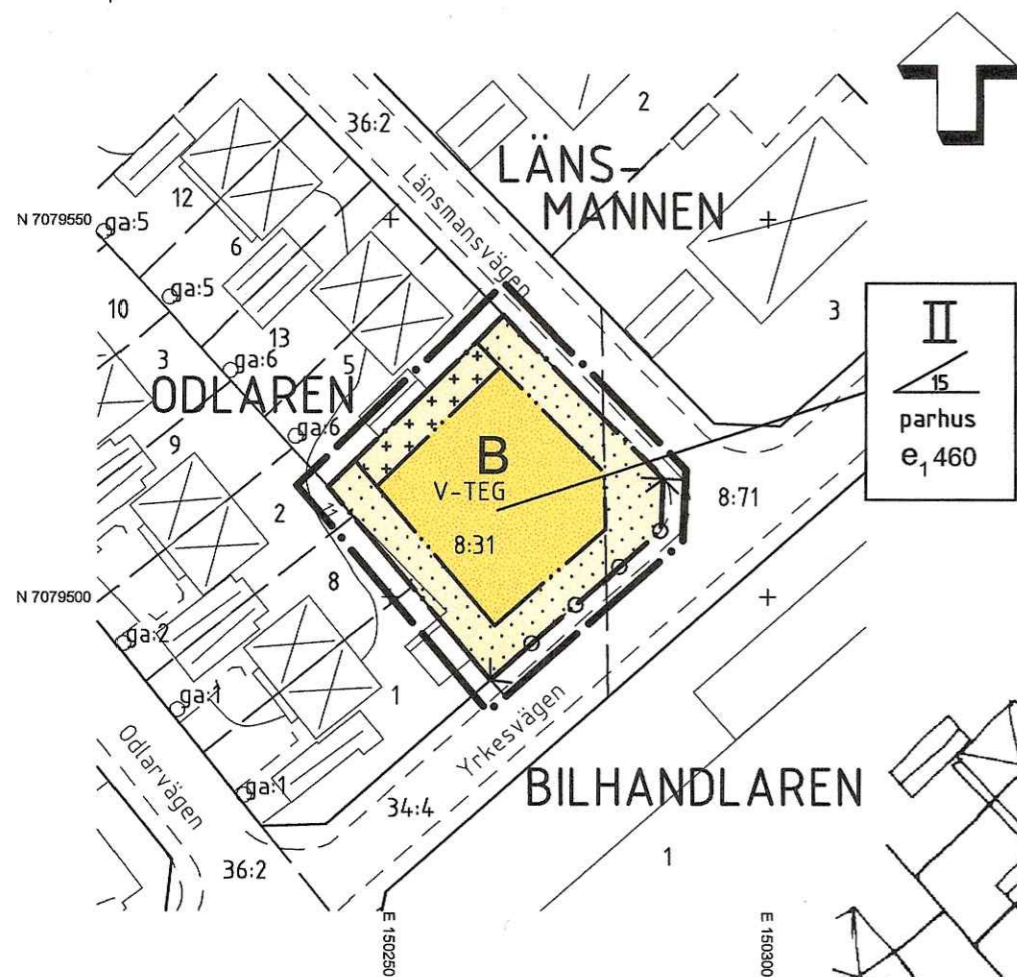 36:2
2
LÄNS-
MANNEN
Länsmansvägen
12
N 7079550
ga:5
6
ga:5
10
13
3
3
ga:6
5
ODLAREN
ga:6
9
II
15
parhus
e₁ 460
B
V-TEG
8:31
8:71
2
8
N 7079500
ga:2
ga:1
1
Odlarvägen
Yrkesvägen
ga:1
BILHANDLAREN
34:4
1
36:2
E 150250
E 150300